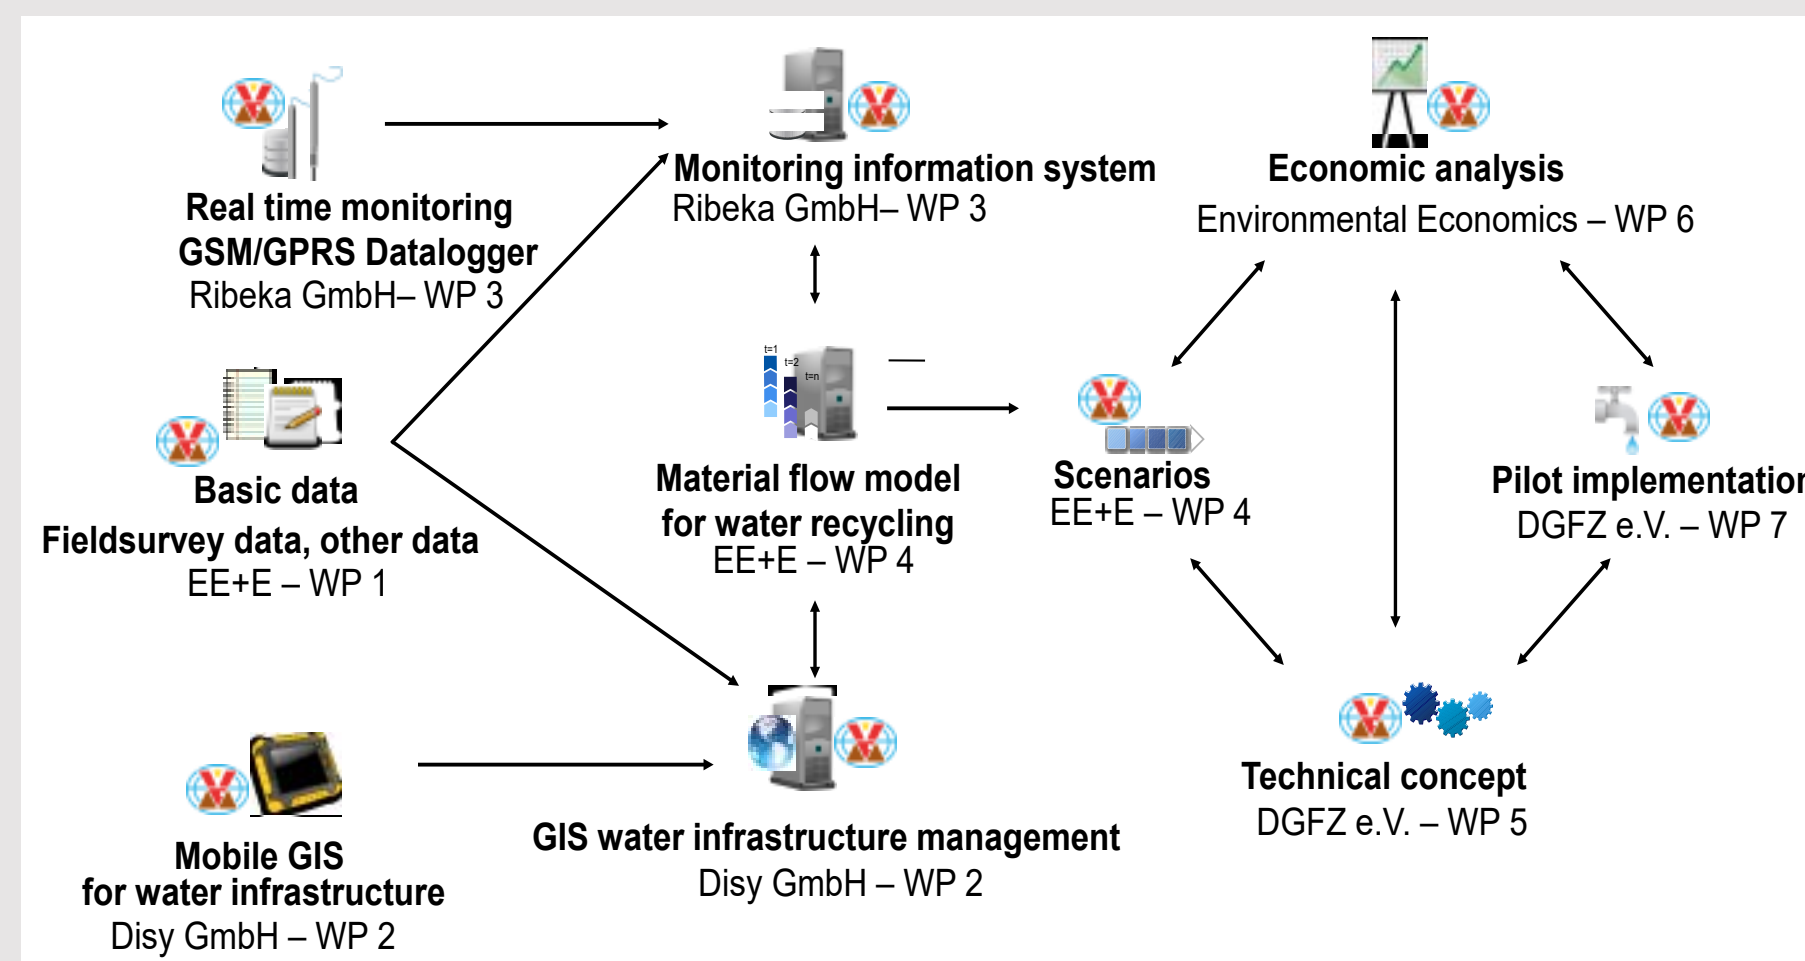 Real time monitoring
GSM/GPRS Datalogger
Ribeka GmbH– WP 3
Monitoring information system
Ribeka GmbH– WP 3
Economic analysis
Environmental Economics – WP 6
t=1
t=2
t=n
Basic data
Fieldsurvey data, other data
EE+E – WP 1
Material flow model
for water recycling
EE+E – WP 4
Scenarios
EE+E – WP 4
Pilot implementation
DGFZ e.V. – WP 7
Mobile GIS
for water infrastructure
Disy GmbH – WP 2
GIS water infrastructure management
Disy GmbH – WP 2
Technical concept
DGFZ e.V. – WP 5